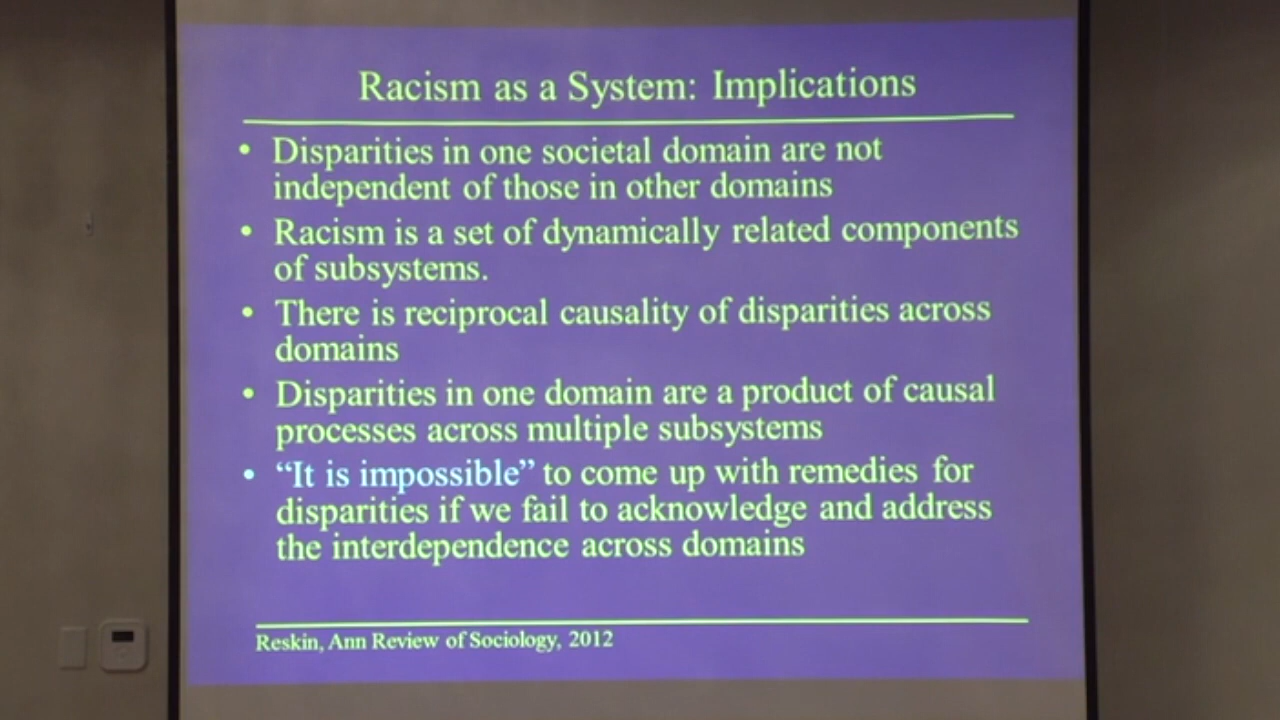 Racism as a System: Implications
• Disparities in one societal domain are not
independent of those in other domains
• Racism is a set of dynamically related components
of subsystems.
• There is reciprocal causality of disparities across
domains
• Disparities in one domain are a product of causal
processes across multiple subsystems
• “It is impossible” to come up with remedies for
disparities if we fail to acknowledge and address
the interdependence across domains
Reskin, Ann Review of Sociology, 2012